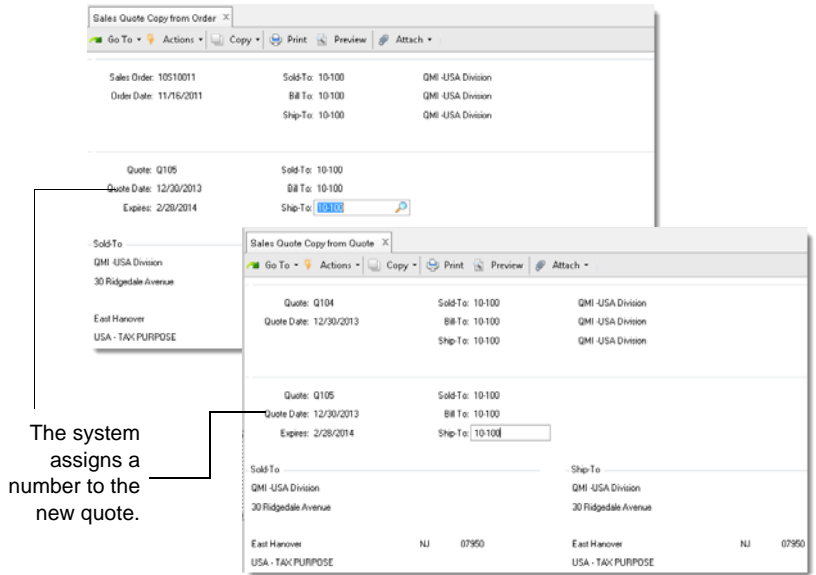 Sales Quote Copy from Order X
Go To Actions Copy Print Preview Attach
Sales Order: 10S10011 Sold-To: 10-100 QMI -USA Division
Order Date: 11/16/2011 Bill To: 10-100 QMI -USA Division
Ship-To: 10-100 QMI -USA Division
Quote: Q105 Sold-To: 10-100
Quote Date: 12/30/2013 Bill To: 10-100
Expires: 2/28/2014 Ship-To: 10-100
Sold-To
QMI -USA Division
30 Ridgedale Avenue
East Hanover
USA - TAX PURPOSE
Sales Quote Copy from Quote X
Go To Actions Copy Print Preview Attach
Quote: Q104 Sold-To: 10-100 QMI -USA Division
Quote Date: 12/30/2013 Bill-To: 10-100 QMI -USA Division
Ship-To: 10-100 QMI -USA Division
Quote: Q105 Sold-To: 10-100
Quote Date: 12/30/2013 Bill To: 10-100
Expires: 2/28/2014 Ship-To: 10-100
Sold-To Ship-To
QMI -USA Division QMI -USA Division
30 Ridgedale Avenue 30 Ridgedale Avenue
East Hanover NJ 07950 East Hanover NJ 07950
USA - TAX PURPOSE USA - TAX PURPOSE
The system
assigns a
number to the
new quote.